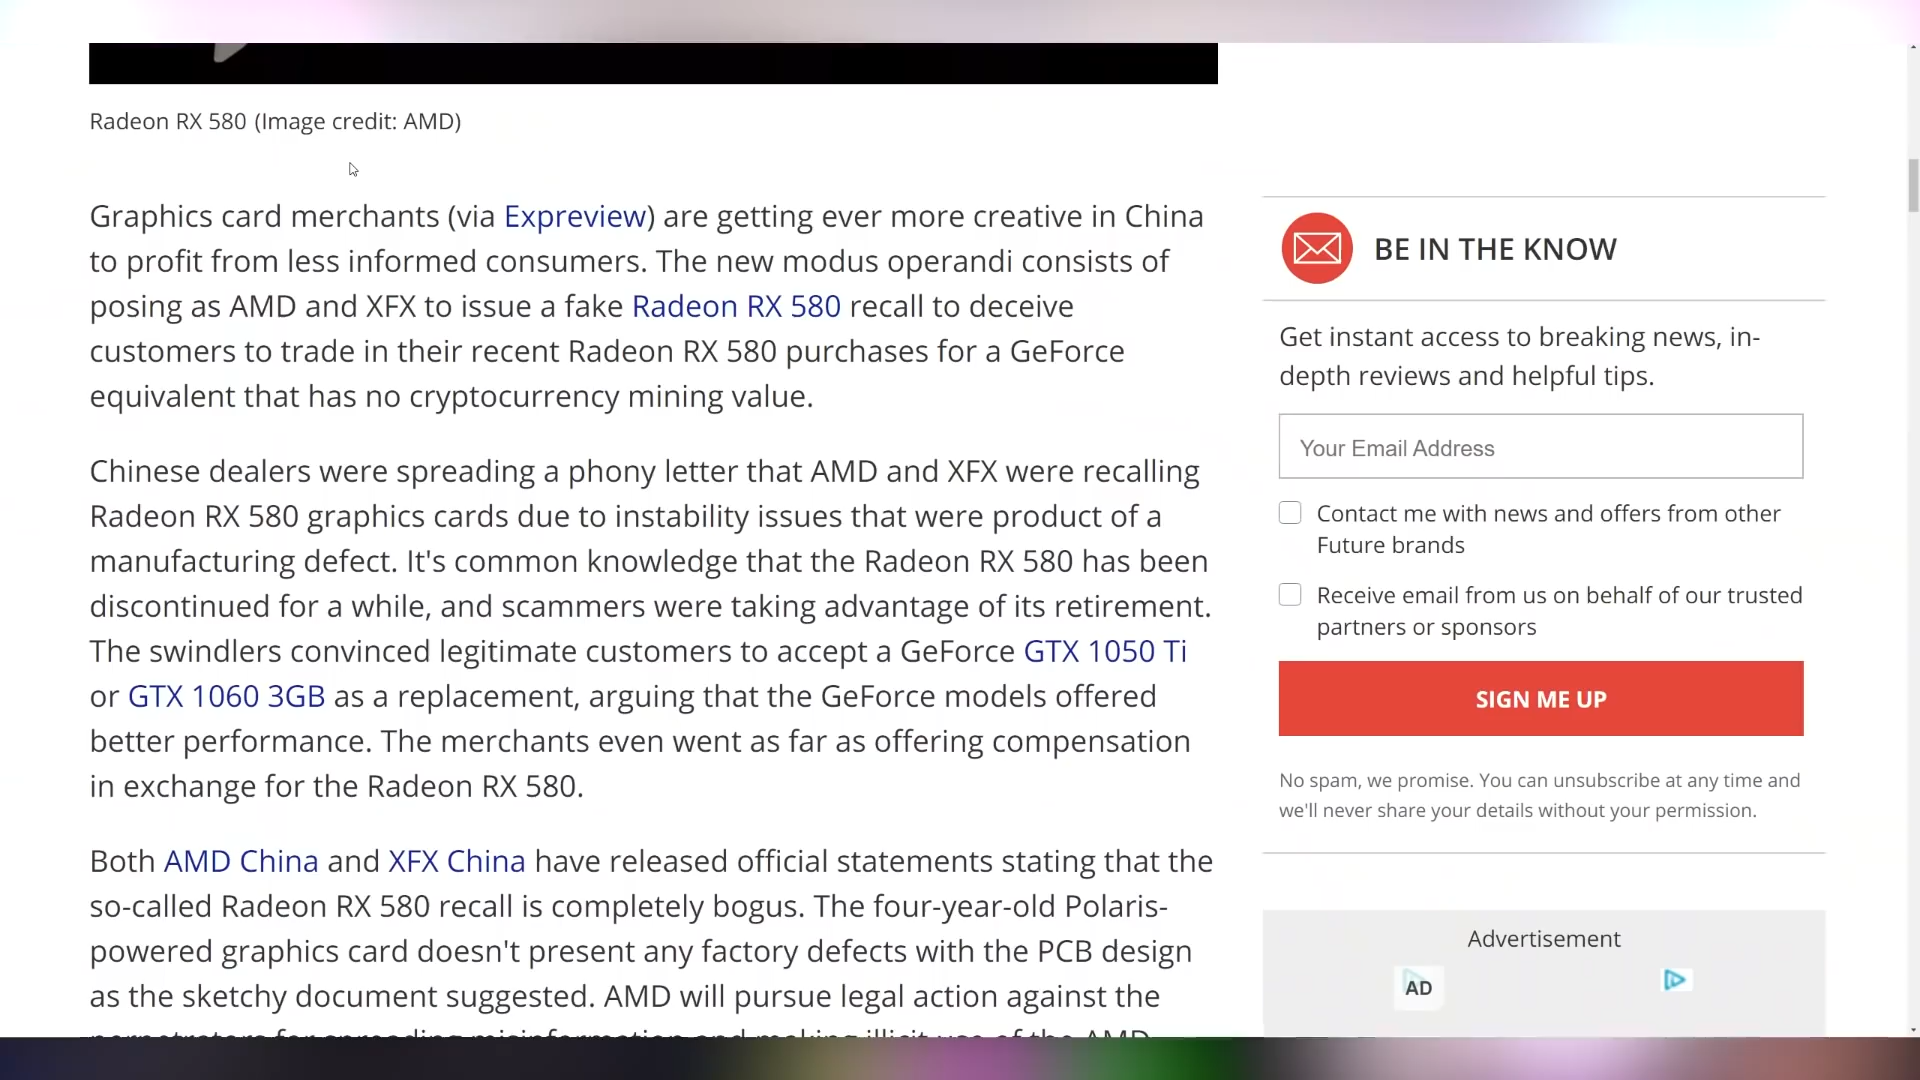 Radeon RX 580 (Image credit: AMD)
Graphics card merchants (via Expreview) are getting ever more creative in China
to profit from less informed consumers. The new modus operandi consists of
posing as AMD and XFX to issue a fake Radeon RX 580 recall to deceive
customers to trade in their recent Radeon RX 580 purchases for a GeForce
equivalent that has no cryptocurrency mining value.
Chinese dealers were spreading a phony letter that AMD and XFX were recalling
Radeon RX 580 graphics cards due to instability issues that were product of a
manufacturing defect. It's common knowledge that the Radeon RX 580 has been
discontinued for a while, and scammers were taking advantage of its retirement.
The swindlers convinced legitimate customers to accept a GeForce GTX 1050 Ti
or GTX 1060 3GB as a replacement, arguing that the GeForce models offered
better performance. The merchants even went as far as offering compensation
in exchange for the Radeon RX 580.
Both AMD China and XFX China have released official statements stating that the
so-called Radeon RX 580 recall is completely bogus. The four-year-old Polaris-
powered graphics card doesn't present any factory defects with the PCB design
as the sketchy document suggested. AMD will pursue legal action against the
perpetrators for spreading misinformation and making illicit use of the AMD
BE IN THE KNOW
Get instant access to breaking news, in-
depth reviews and helpful tips.
Your Email Address
Contact me with news and offers from other
Future brands
Receive email from us on behalf of our trusted
partners or sponsors
SIGN ME UP
No spam, we promise. You can unsubscribe at any time and
we'll never share your details without your permission.
Advertisement
AD